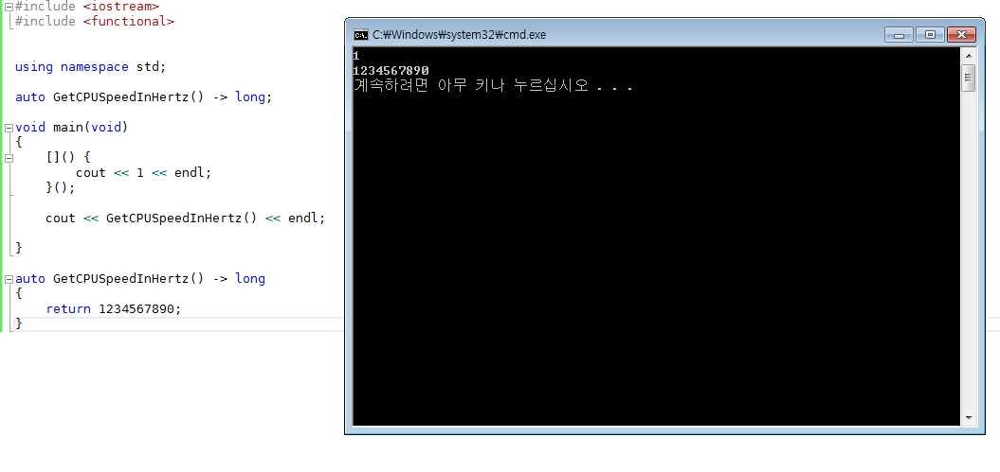 #include <iostream>
#include <functional>
using namespace std;
auto GetCPUSpeedInHertz() -> long;
void main(void)
{
[]() {
cout << 1 << endl;
}();
cout << GetCPUSpeedInHertz() << endl;
}
auto GetCPUSpeedInHertz() -> long
{
return 1234567890;
}
C:₩Windows₩system32₩cmd.exe
1
1234567890
계속하려면 아무 키나 누르십시오 . . .